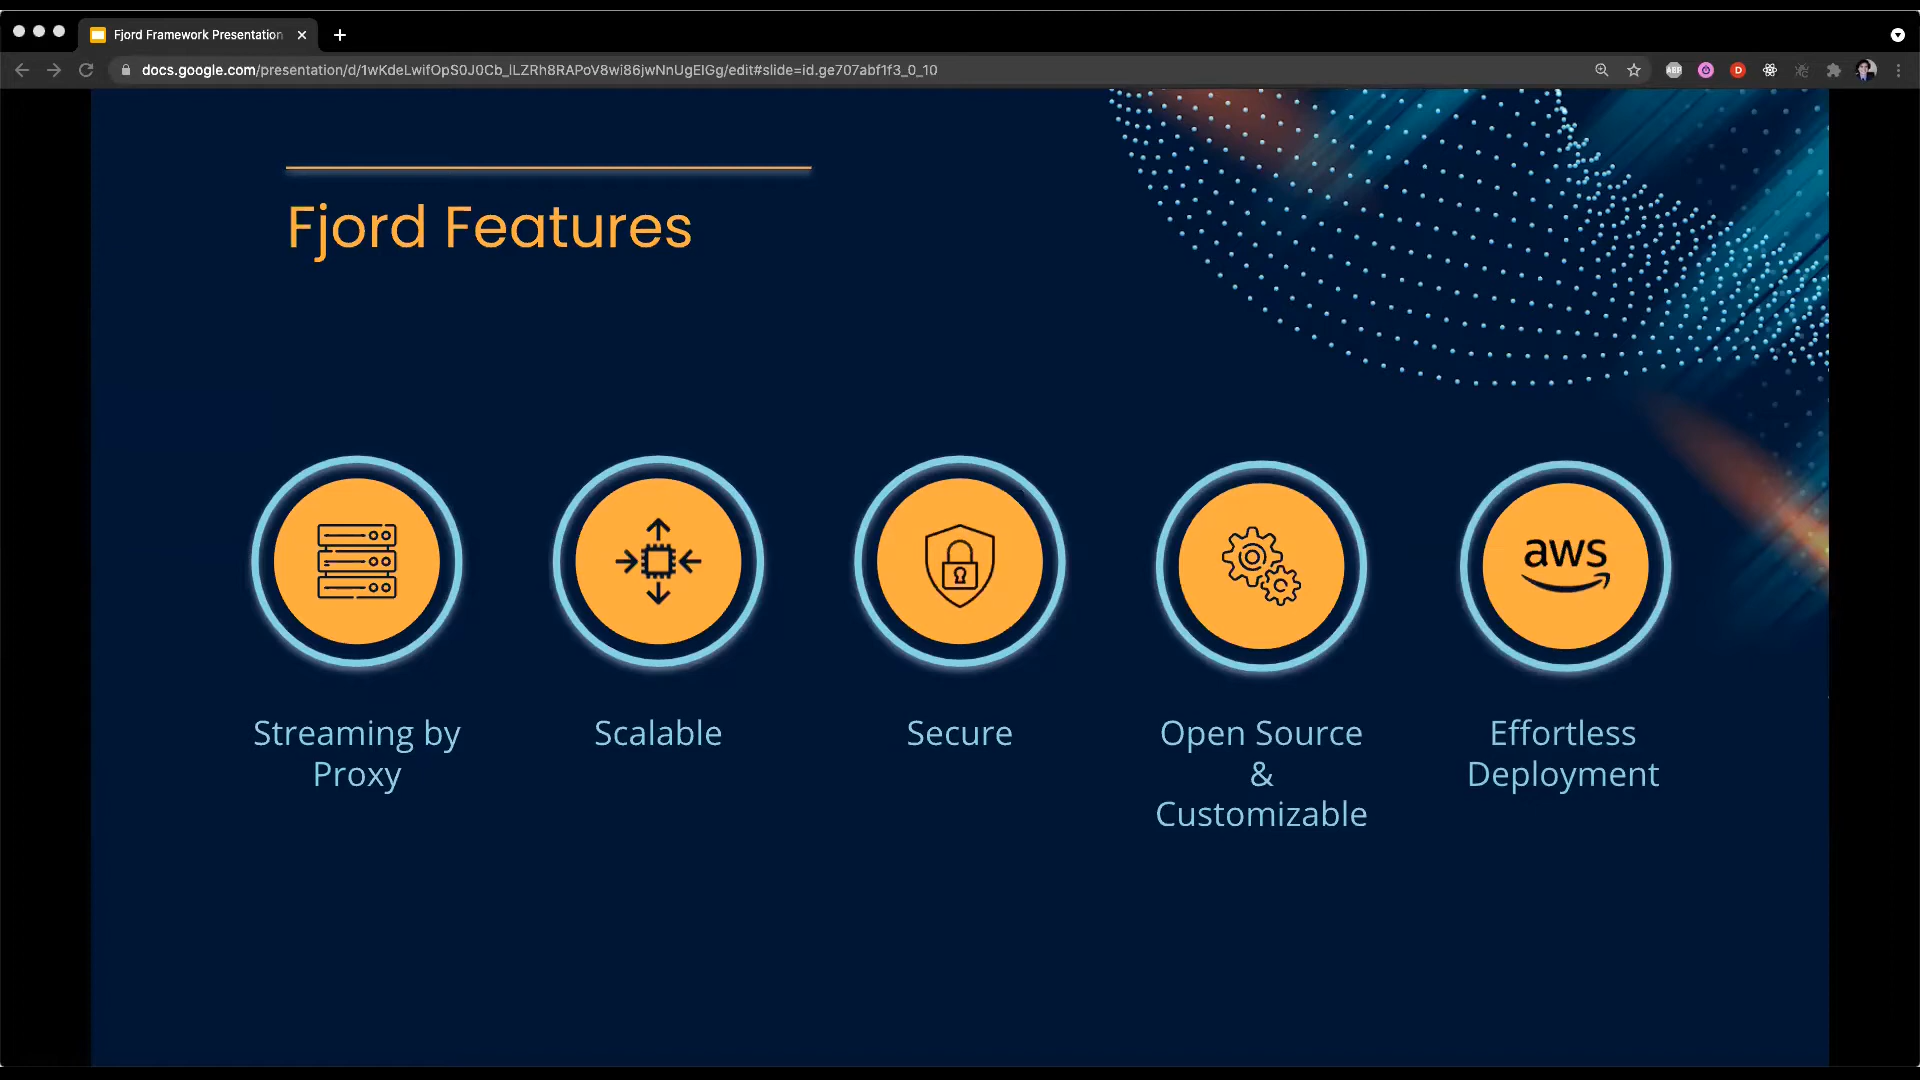 Fjord Framework Presentation
docs.google.com/presentation/d/1wKdeLwifOpS0J0Cb_lLZRh8RAPoV8wi86jwNnUgElGg/edit#slide=id.ge707abf1f3_0_10
ABP
D
Fjord Features
aws
Streaming by
Proxy
Scalable
Secure
Open Source
&
Customizable
Effortless
Deployment